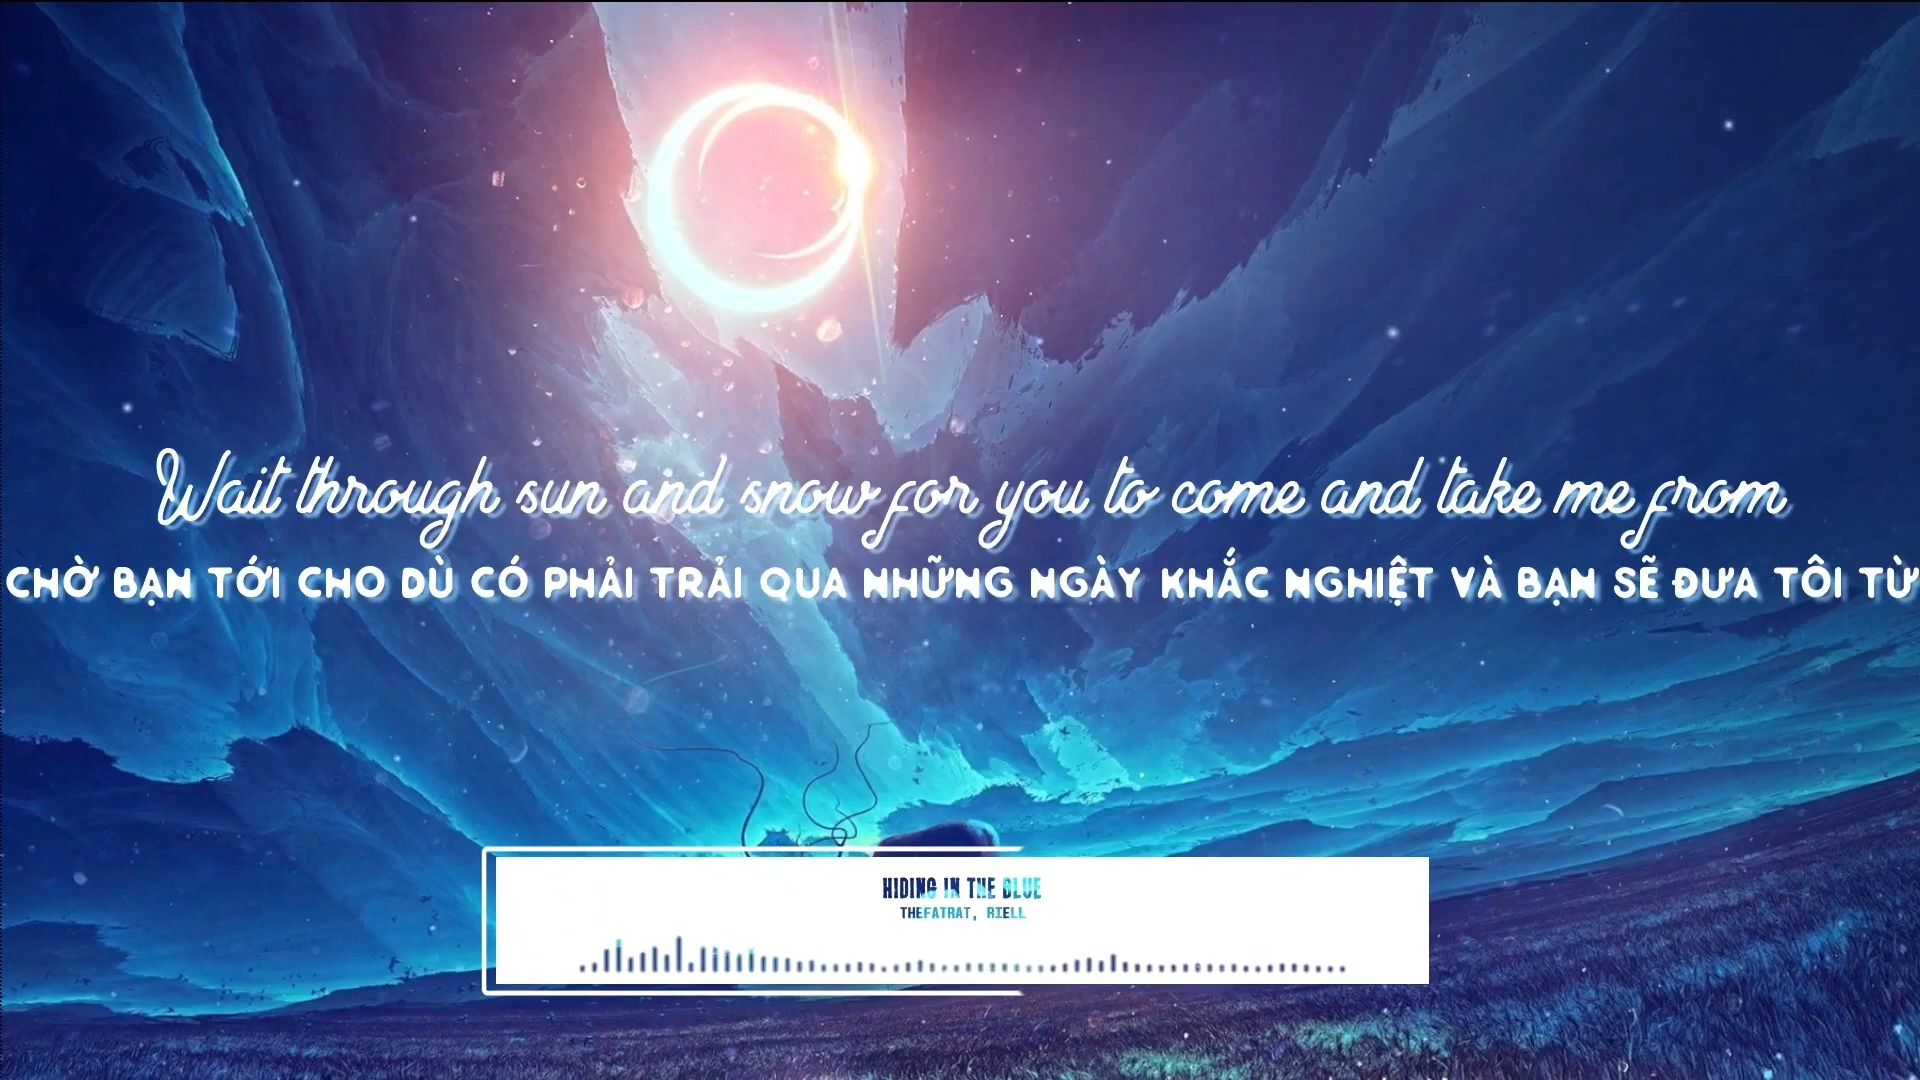 Wait through sun and snow for you to come and take me from
CHỜ BẠN TỚI CHO DÙ CÓ PHẢI TRẢI QUA NHỮNG NGÀY KHẮC NGHIỆT VÀ BẠN SẼ ĐƯA TÔI TỪ
HIDING IN THE BLUE
THEFATRAT, RIELL